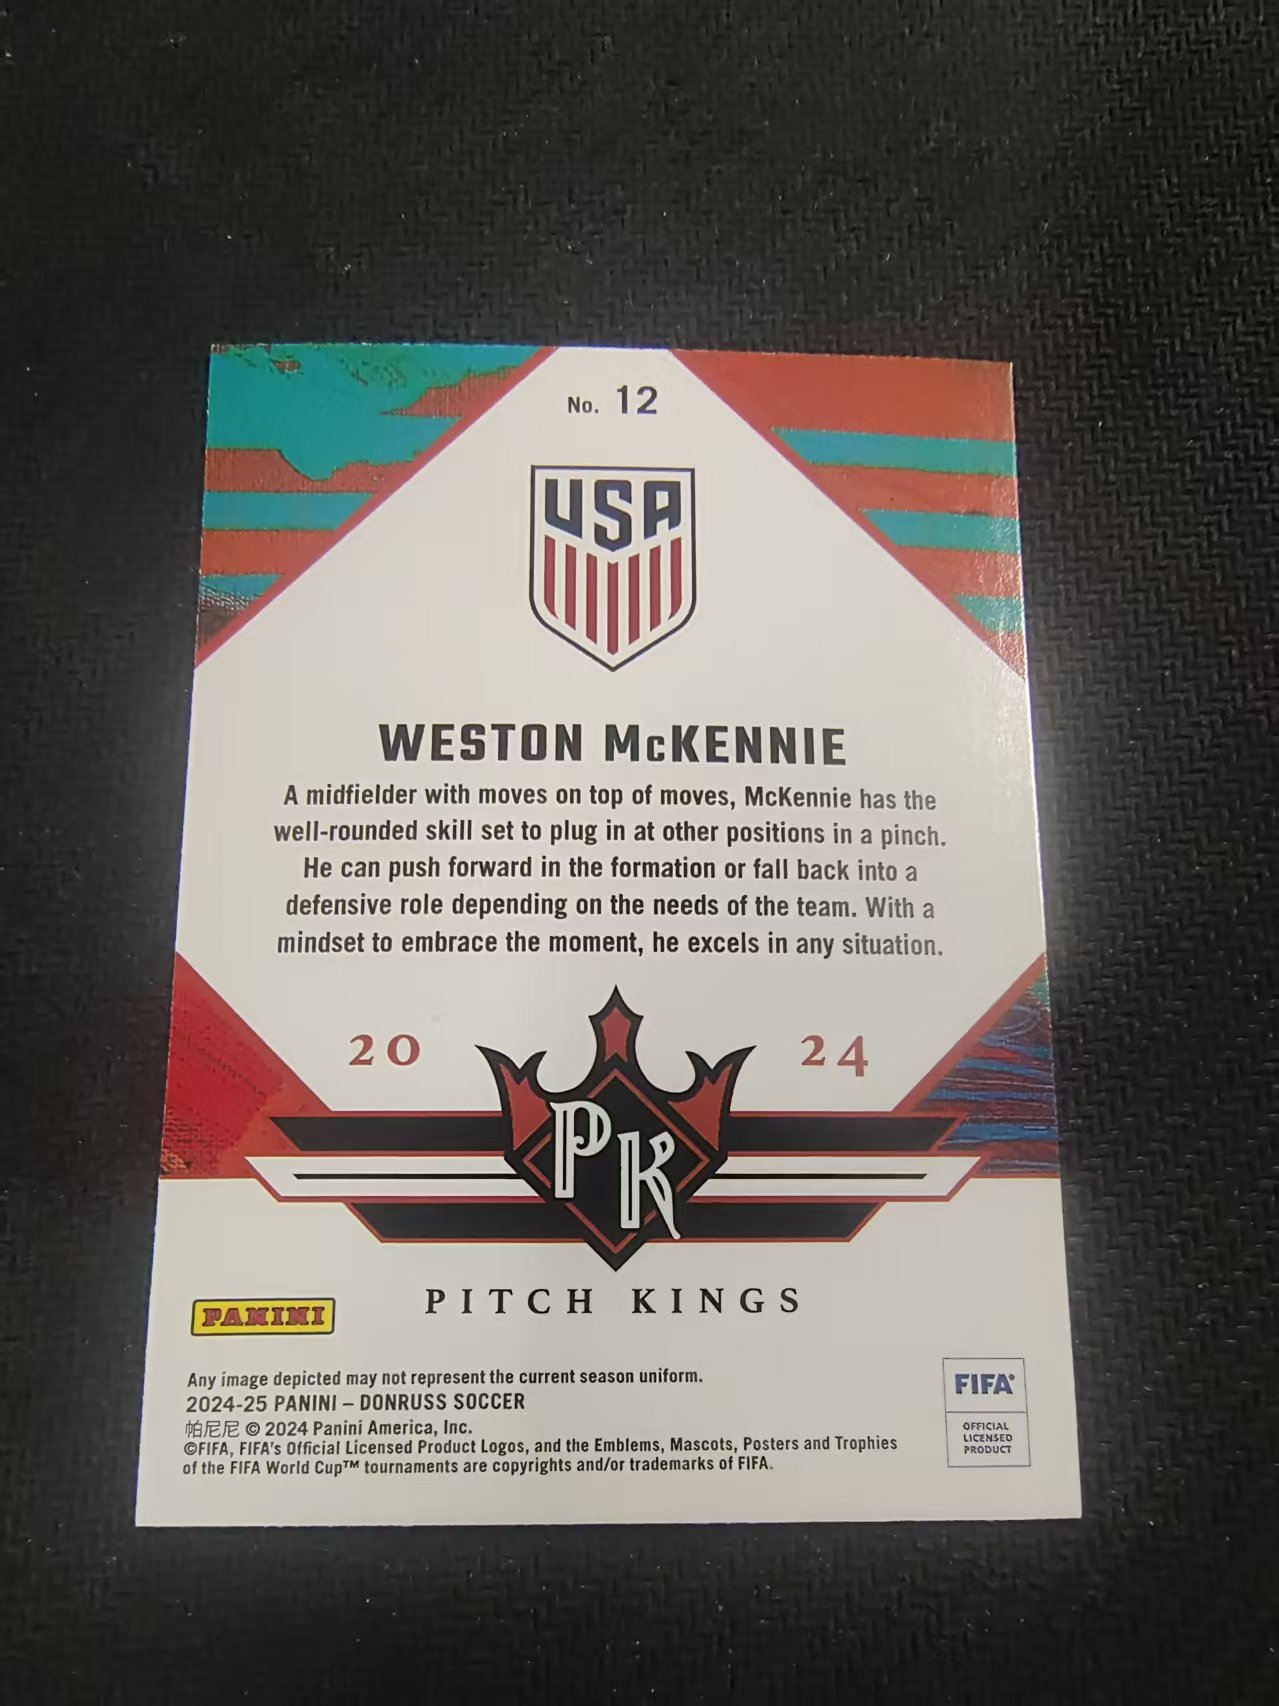 No. 12
USA
WESTON McKENNIE
A midfielder with moves on top of moves, McKennie has the
well-rounded skill set to plug in at other positions in a pinch.
He can push forward in the formation or fall back into a
defensive role depending on the needs of the team. With a
mindset to embrace the moment, he excels in any situation.
20 24
PK
PITCH KINGS
PANINI
Any image depicted may not represent the current season uniform.
2024-25 PANINI – DONRUSS SOCCER
帕尼尼 © 2024 Panini America, Inc.
©FIFA, FIFA's Official Licensed Product Logos, and the Emblems, Mascots, Posters and Trophies
of the FIFA World Cup™ tournaments are copyrights and/or trademarks of FIFA.
FIFA®
OFFICIAL
LICENSED
PRODUCT